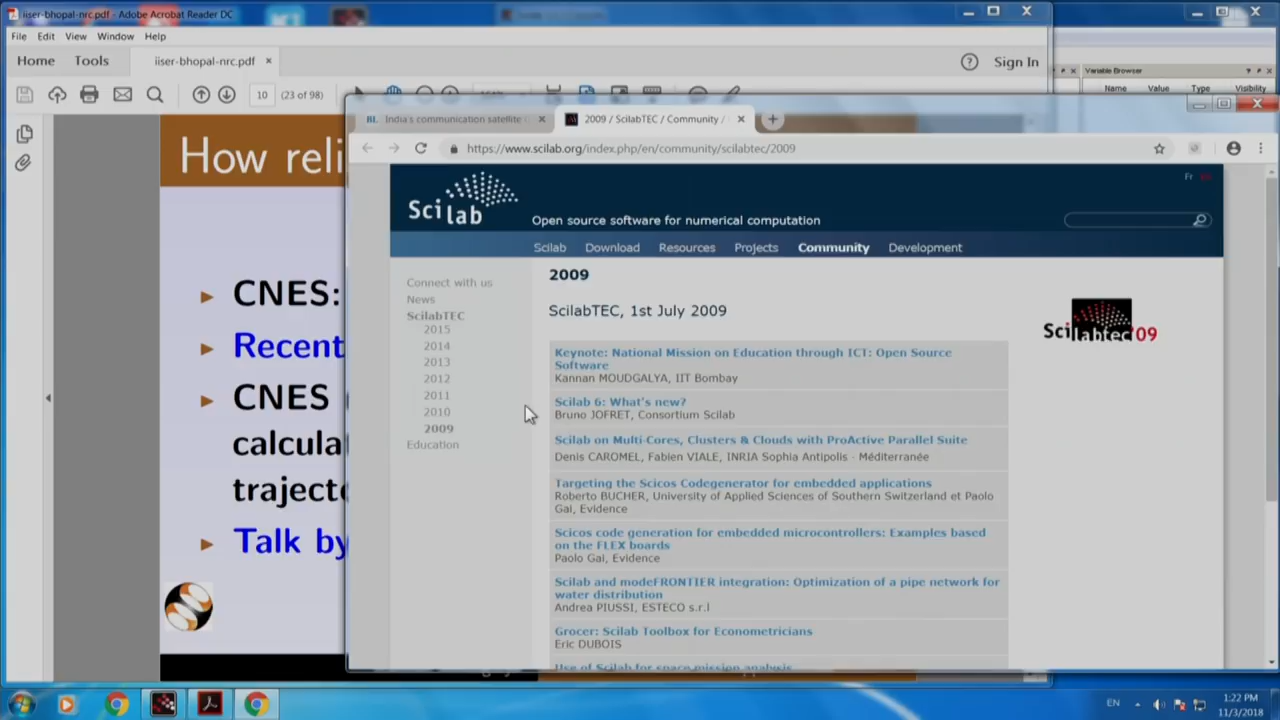 iiser-bhopal-nrc.pdf - Adobe Acrobat Reader DC
File Edit View Window Help
Home Tools iiser-bhopal-nrc.pdf × Sign In
10 (23 of 98)
Variable Browser
Name Value Type Visibility
How reli
CNES:
Recent
CNES
calcula
traject
Talk by
India's communication satellite
2009 / ScilabTEC / Community /
https://www.scilab.org/index.php/en/community/scilabtec/2009
Fr
Scilab
Open source software for numerical computation
Scilab Download Resources Projects Community Development
Connect with us
News
ScilabTEC
2015
2014
2013
2012
2011
2010
2009
Education
2009
ScilabTEC, 1st July 2009
Scilabtec'09
Keynote: National Mission on Education through ICT: Open Source
Software
Kannan MOUDGALYA, IIT Bombay
Scilab 6: What's new?
Bruno JOFRET, Consortium Scilab
Scilab on Multi-Cores, Clusters & Clouds with ProActive Parallel Suite
Denis CAROMEL, Fabien VIALE, INRIA Sophia Antipolis - Méditerranée
Targeting the Scicos Codegenerator for embedded applications
Roberto BUCHER, University of Applied Sciences of Southern Switzerland et Paolo
Gai, Evidence
Scicos code generation for embedded microcontrollers: Examples based
on the FLEX boards
Paolo Gai, Evidence
Scilab and modeFRONTIER integration: Optimization of a pipe network for
water distribution
Andrea PIUSSI, ESTECO s.r.l
Grocer: Scilab Toolbox for Econometricians
Eric DUBOIS
Use of Scilab for space mission analysis
EN
1:22 PM
11/3/2018